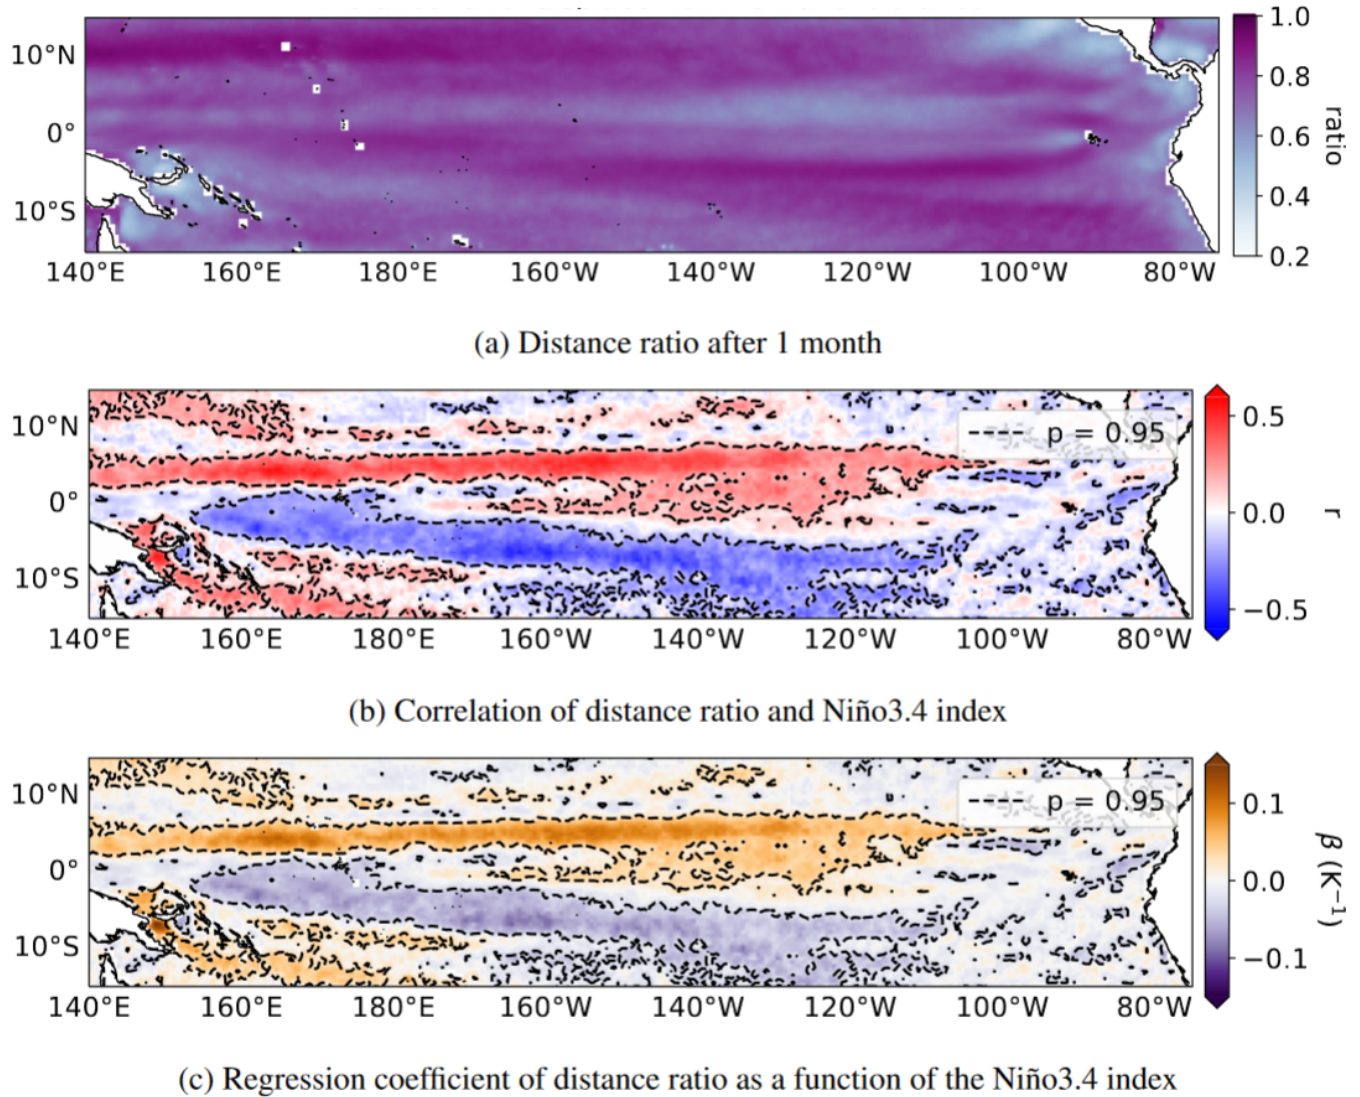 10°N
0°
10°S
140°E 160°E 180°E 160°W 140°W 120°W 100°W 80°W
1.0
0.8
0.6
0.4
0.2
ratio
(a) Distance ratio after 1 month
10°N
0°
10°S
140°E 160°E 180°E 160°W 140°W 120°W 100°W 80°W
p = 0.95
0.5
0.0
−0.5
r
(b) Correlation of distance ratio and Niño3.4 index
10°N
0°
10°S
140°E 160°E 180°E 160°W 140°W 120°W 100°W 80°W
p = 0.95
0.1
0.0
−0.1
β (K⁻¹)
(c) Regression coefficient of distance ratio as a function of the Niño3.4 index